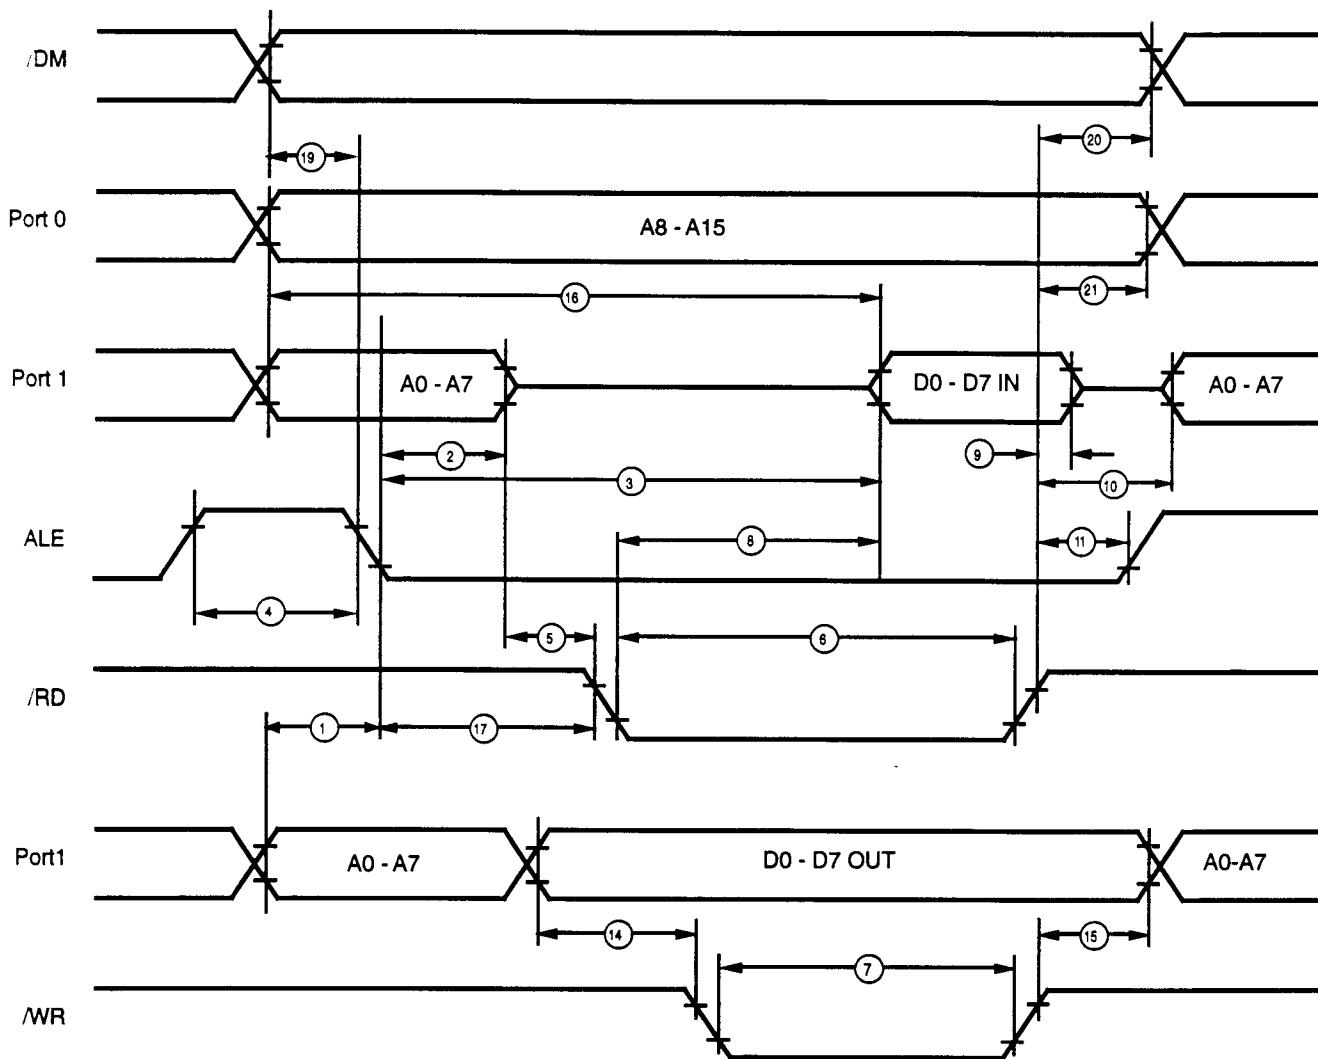 /DM
19
20
Port 0
A8 - A15
16
21
Port 1
A0 - A7
D0 - D7 IN
A0 - A7
2
9
3
10
ALE
8
11
4
5
6
/RD
1
17
Port1
A0 - A7
D0 - D7 OUT
A0-A7
14
15
7
/WR